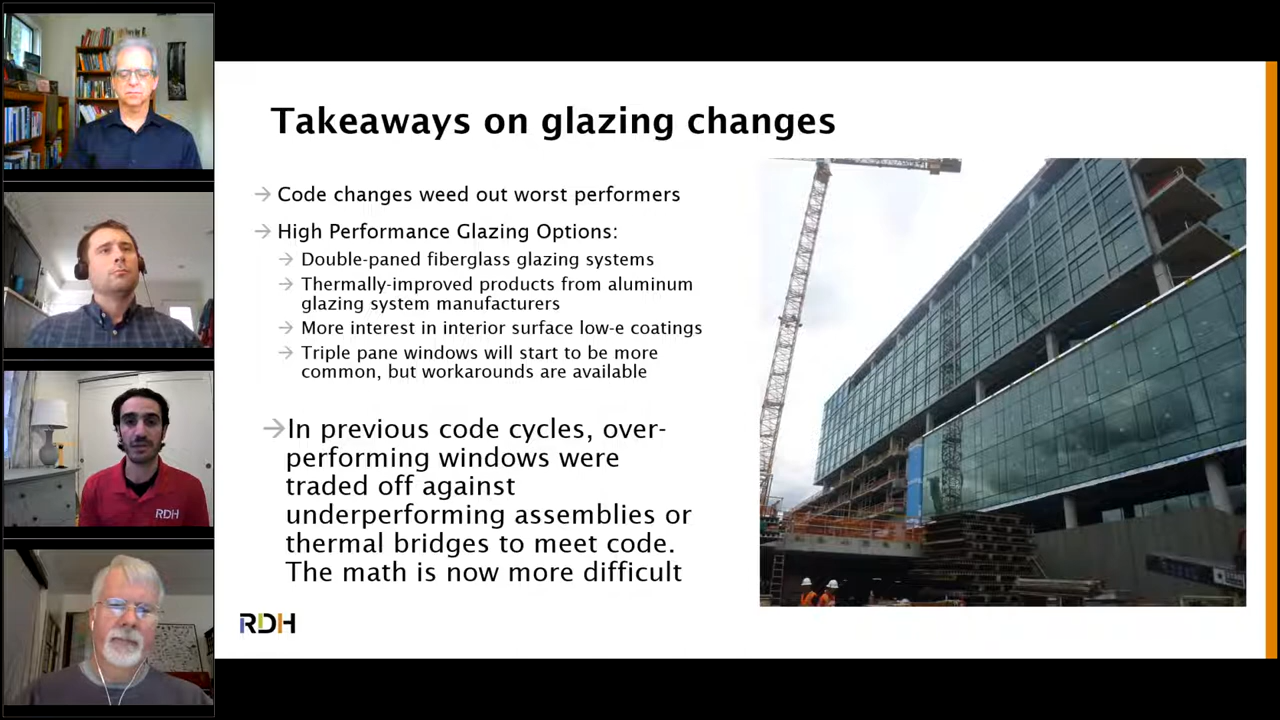 Takeaways on glazing changes
→ Code changes weed out worst performers
→ High Performance Glazing Options:
→ Double-paned fiberglass glazing systems
→ Thermally-improved products from aluminum
glazing system manufacturers
→ More interest in interior surface low-e coatings
→ Triple pane windows will start to be more
common, but workarounds are available
→In previous code cycles, over-
performing windows were
traded off against
underperforming assemblies or
thermal bridges to meet code.
The math is now more difficult
RDH
RDH